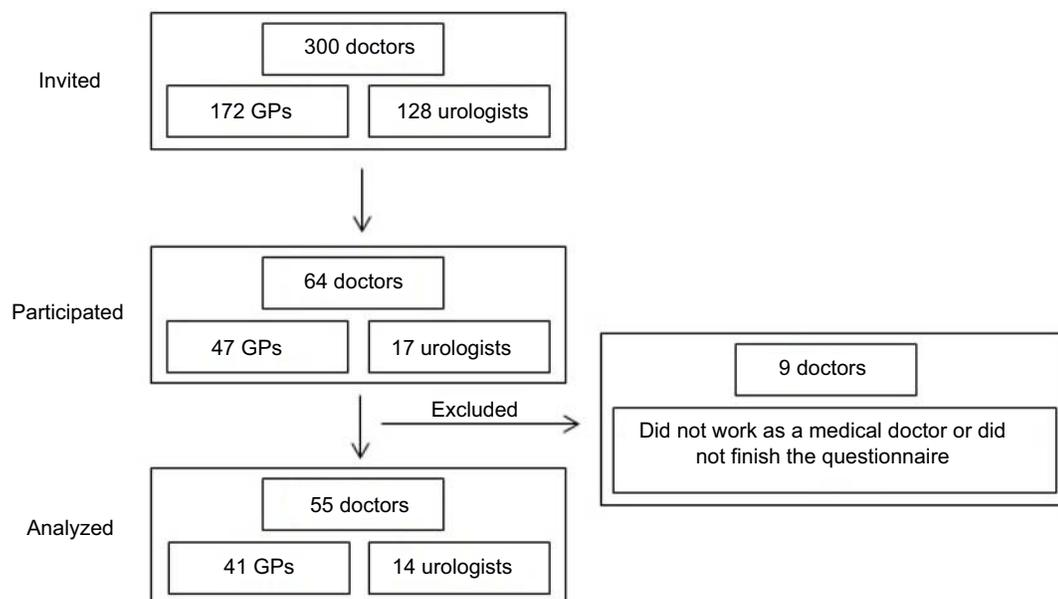 300 doctors
Invited
172 GPs
128 urologists
64 doctors
Participated
47 GPs
17 urologists
Excluded
9 doctors
Did not work as a medical doctor or did
not finish the questionnaire
55 doctors
Analyzed
41 GPs
14 urologists